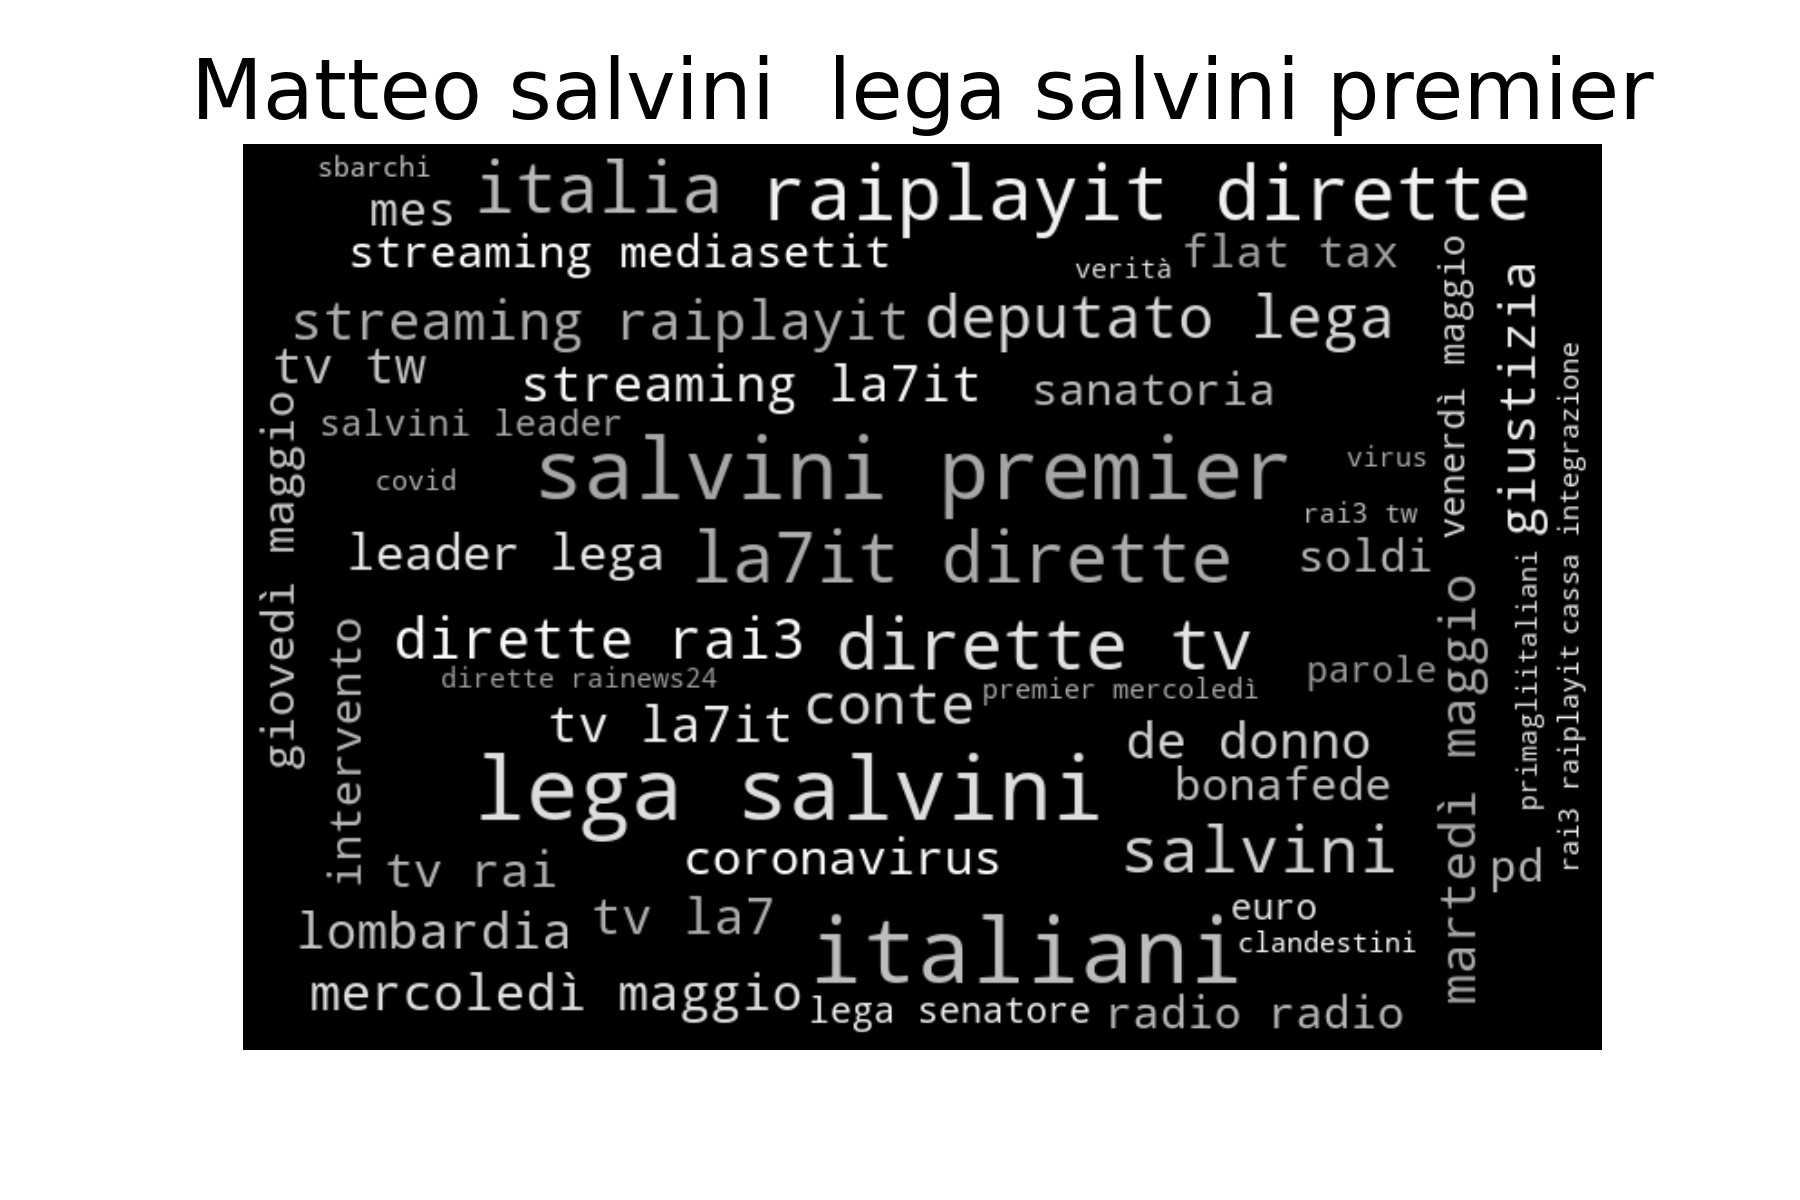 Matteo salvini  lega salvini premier
sbarchi
italia
raiplayit dirette
mes
streaming mediasetit
verità
flat tax
venerdì maggio
giustizia
streaming raiplayit
deputato lega
tv tw
streaming la7it
sanatoria
rai3 raiplayit
cassa integrazione
giovedì maggio
salvini leader
salvini premier
virus
covid
rai3 tw
leader lega
la7it dirette
soldi
primagliitaliani
martedì maggio
intervento
dirette rai3
dirette tv
dirette rainews24
conte
premier mercoledì
parole
tv la7it
de donno
lega salvini
bonafede
coronavirus
salvini
pd
tv rai
lombardia
tv la7
italiani
euro
clandestini
mercoledì maggio
lega senatore
radio radio